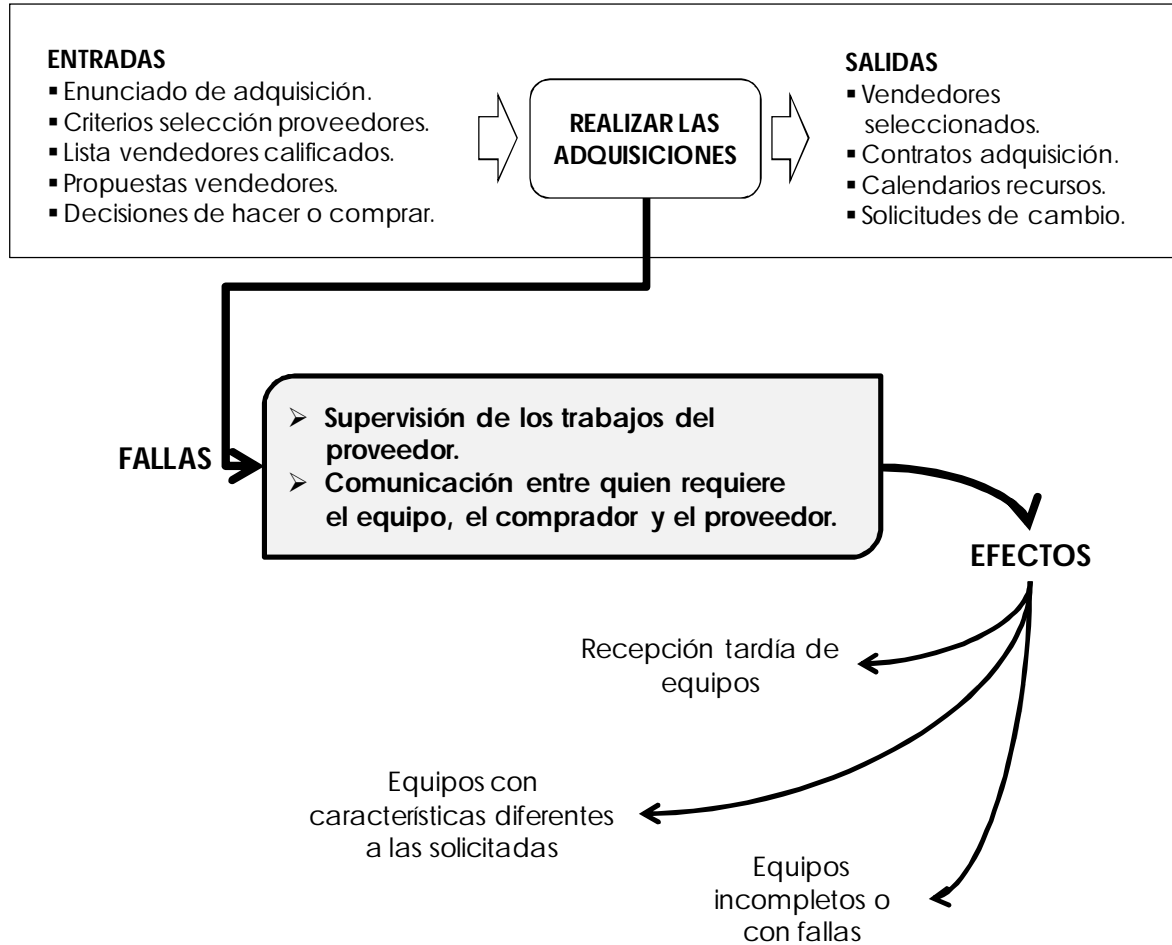 ENTRADAS
▪ Enunciado de adquisición.
▪ Criterios selección proveedores.
▪ Lista vendedores calificados.
▪ Propuestas vendedores.
▪ Decisiones de hacer o comprar.
REALIZAR LAS
ADQUISICIONES
SALIDAS
▪ Vendedores
seleccionados.
▪ Contratos adquisición.
▪ Calendarios recursos.
▪ Solicitudes de cambio.
FALLAS
➢ Supervisión de los trabajos del
proveedor.
➢ Comunicación entre quien requiere
el equipo, el comprador y el proveedor.
EFECTOS
Recepción tardía de
equipos
Equipos con
características diferentes
a las solicitadas
Equipos
incompletos o
con fallas